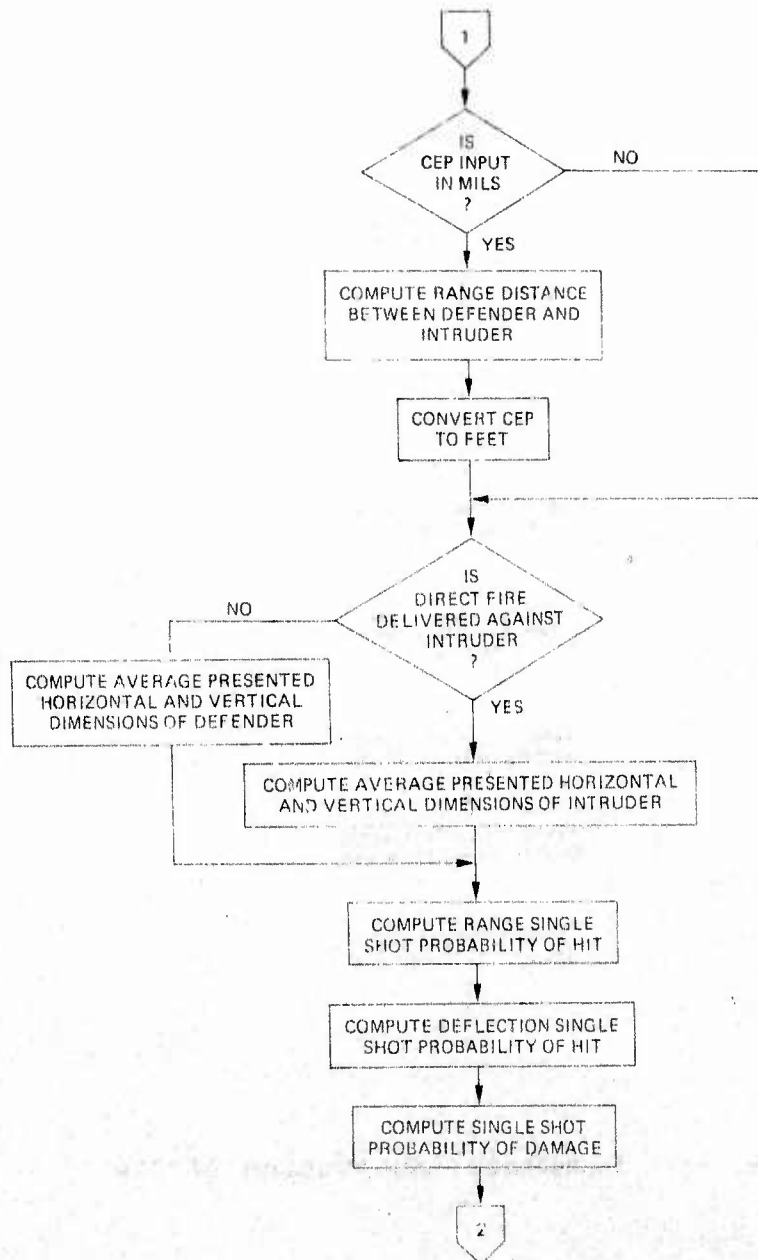 1
IS
CEP INPUT
IN MILS
?
NO
YES
COMPUTE RANGE DISTANCE
BETWEEN DEFENDER AND
INTRUDER
CONVERT CEP
TO FEET
IS
DIRECT FIRE
DELIVERED AGAINST
INTRUDER
?
NO
YES
COMPUTE AVERAGE PRESENTED
HORIZONTAL AND VERTICAL
DIMENSIONS OF DEFENDER
COMPUTE AVERAGE PRESENTED HORIZONTAL
AND VERTICAL DIMENSIONS OF INTRUDER
COMPUTE RANGE SINGLE
SHOT PROBABILITY OF HIT
COMPUTE DEFLECTION SINGLE
SHOT PROBABILITY OF HIT
COMPUTE SINGLE SHOT
PROBABILITY OF DAMAGE
2